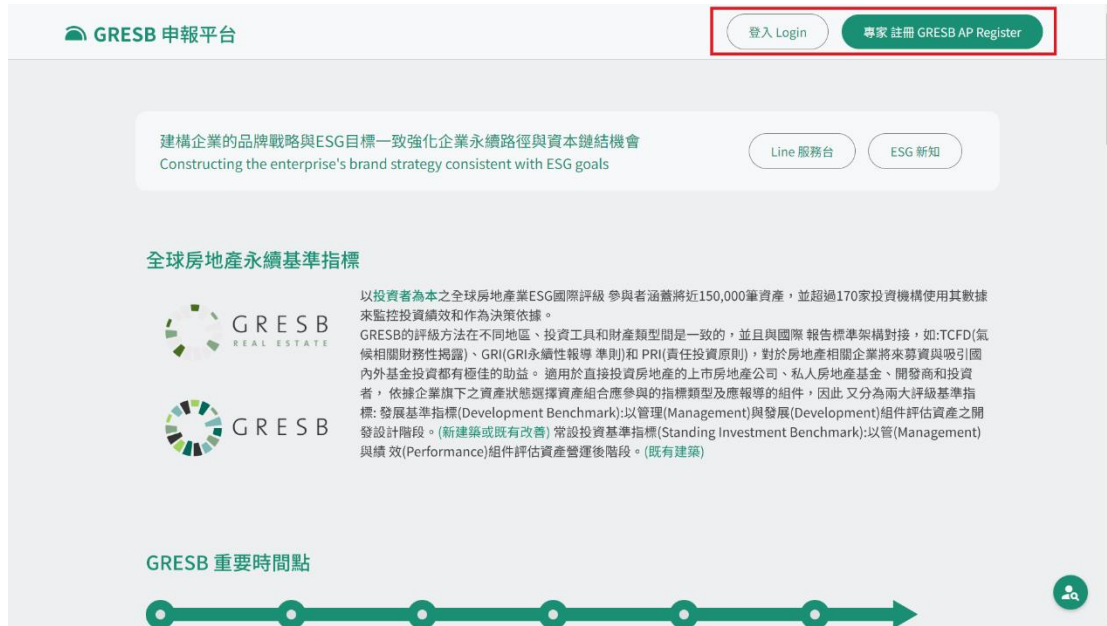 GRESB 申報平台
登入 Login
專家 註冊 GRESB AP Register
建構企業的品牌戰略與ESG目標一致強化企業永續路徑與資本鏈結機會
Constructing the enterprise's brand strategy consistent with ESG goals
Line 服務台
ESG 新知
全球房地產永續基準指標
GRESB
REAL ESTATE
GRESB
以投資者為本之全球房地產業ESG國際評級 參與者涵蓋將近150,000筆資產，並超過170家投資機構使用其數據
來監控投資績效和作為決策依據。
GRESB的評級方法在不同地區、投資工具和財產類型間是一致的，並且與國際 報告標準架構對接，如:TCFD(氣
候相關財務性揭露)、GRI(GRI永續性報導 準則)和 PRI(責任投資原則)，對於房地產相關企業將來募資與吸引國
內外基金投資都有極佳的助益。 適用於直接投資房地產的上市房地產公司、私人房地產基金、開發商和投資
者， 依據企業旗下之資產狀態選擇資產組合應參與的指標類型及應報導的組件，因此 又分為兩大評級基準指
標: 發展基準指標(Development Benchmark):以管理(Management)與發展(Development)組件評估資產之開
發設計階段。(新建築或既有改善) 常設投資基準指標(Standing Investment Benchmark):以管(Management)
與績 效(Performance)組件評估資產營運後階段。(既有建築)
GRESB 重要時間點